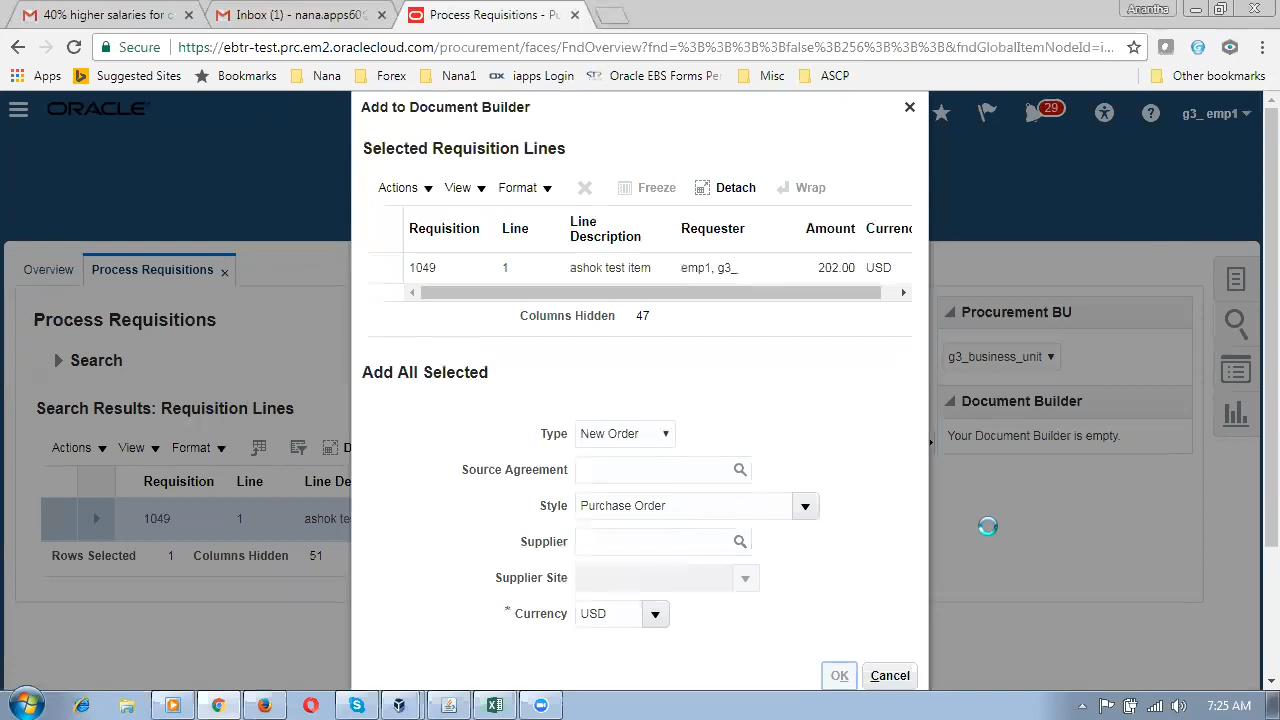 40% higher salaries for c
Inbox (1) - nana.apps60
Process Requisitions - Pu
Anantha
Secure
https://ebtr-test.prc.em2.oraclecloud.com/procurement/faces/FndOverview?fnd=%3B%3B%3B%3Bfalse%3B256%3B%3B%3B&fndGlobalItemNodeId=i...
Apps
Suggested Sites
Bookmarks
Nana
Forex
Nana1
iapps Login
Oracle EBS Forms Pe
Misc
ASCP
Other bookmarks
ORACLE
29
g3_ emp1
Add to Document Builder
Selected Requisition Lines
Actions
View
Format
Freeze
Detach
Wrap
Requisition
Line
Line Description
Requester
Amount
Currenc
1049
1
ashok test item
emp1, g3_
202.00
USD
Columns Hidden 47
Add All Selected
Type New Order
Source Agreement
Style Purchase Order
Supplier
Supplier Site
* Currency USD
OK
Cancel
Overview
Process Requisitions
Process Requisitions
Search
Search Results: Requisition Lines
Actions
View
Format
D
Requisition
Line
Line De
1049
1
ashok te
Rows Selected 1
Columns Hidden 51
Procurement BU
g3_business_unit
Document Builder
Your Document Builder is empty.
7:25 AM